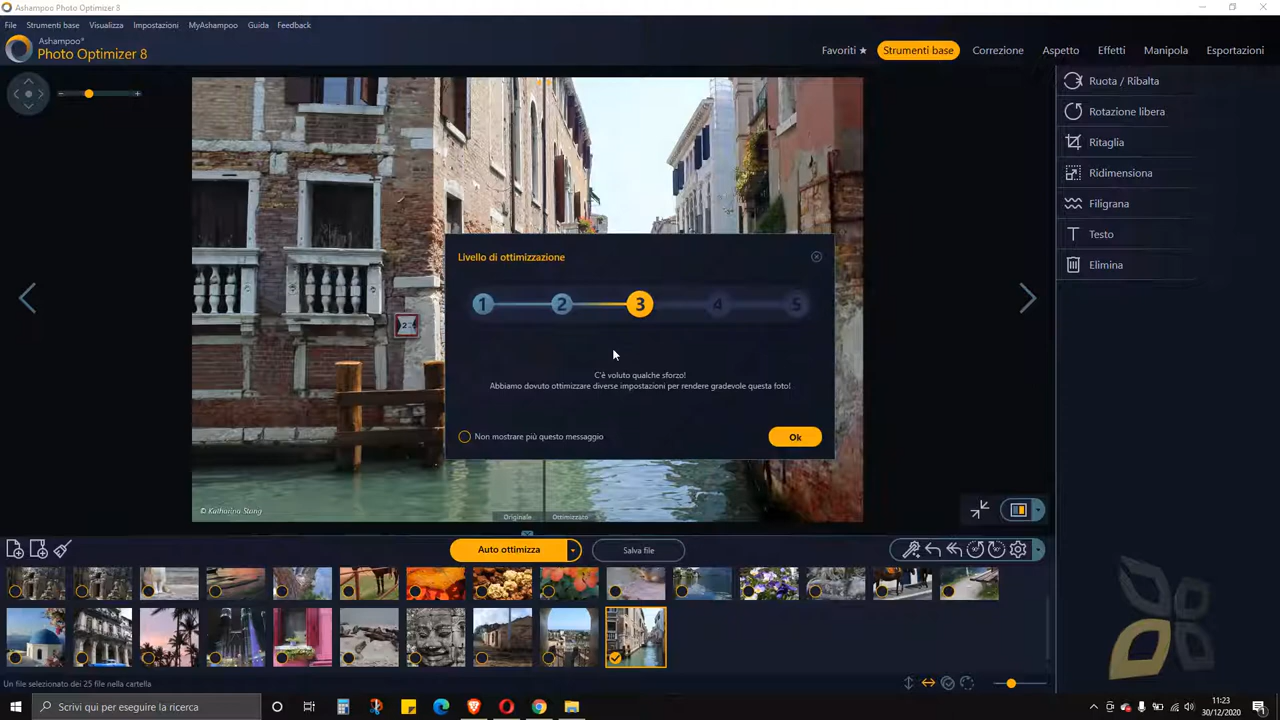 Ashampoo Photo Optimizer 8
File Strumenti base Visualizza Impostazioni MyAshampoo Guida Feedback
Ashampoo®
Photo Optimizer 8
Favoriti ★ Strumenti base Correzione Aspetto Effetti Manipola Esportazioni
Ruota / Ribalta
Rotazione libera
Ritaglia
Ridimensiona
Filigrana
Testo
Elimina
Livello di ottimizzazione
1 2 3 4 5
C'è voluto qualche sforzo!
Abbiamo dovuto ottimizzare diverse impostazioni per rendere gradevole questa foto!
Non mostrare più questo messaggio
Ok
© Katharina Stang
Originale Ottimizzato
Auto ottimizza
Salva file
Un file selezionato dei 25 file nella cartella
Scrivi qui per eseguire la ricerca
11:23
30/12/2020